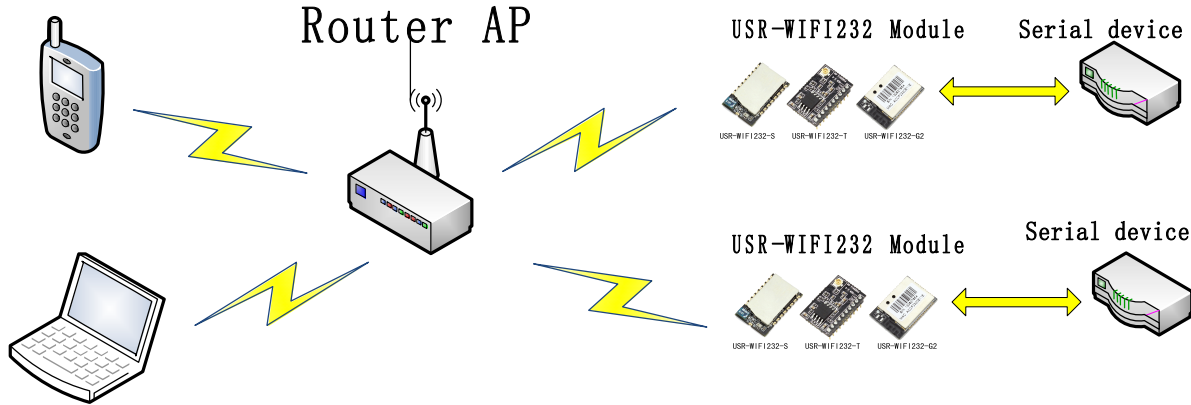 Router AP
USR-WIFI232 Module
Serial device
USR-WIFI232-S
USR-WIFI232-T
USR-WIFI232-G2
USR-WIFI232 Module
Serial device
USR-WIFI232-S
USR-WIFI232-T
USR-WIFI232-G2